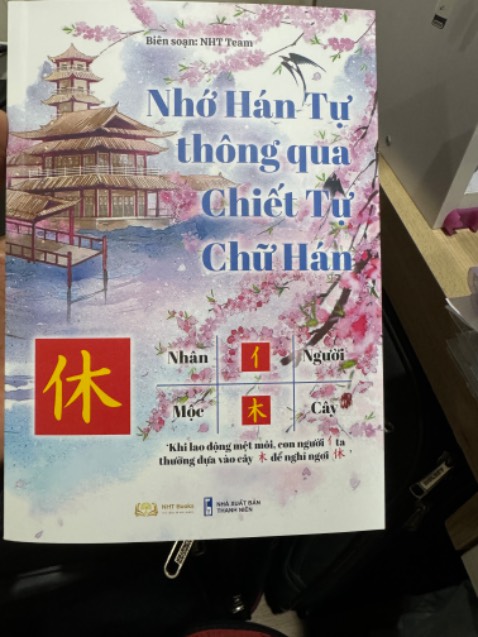 Biên soạn: NHT Team
Nhớ Hán Tự
thông qua
Chiết Tự
Chữ Hán
休
Nhân 亻 Người
Mộc 木 Cây
"Khi lao động mệt mỏi, con người 亻 ta
thường dựa vào cây 木 để nghỉ ngơi 休."
NHT Books
NHÀ XUẤT BẢN
THANH NIÊN